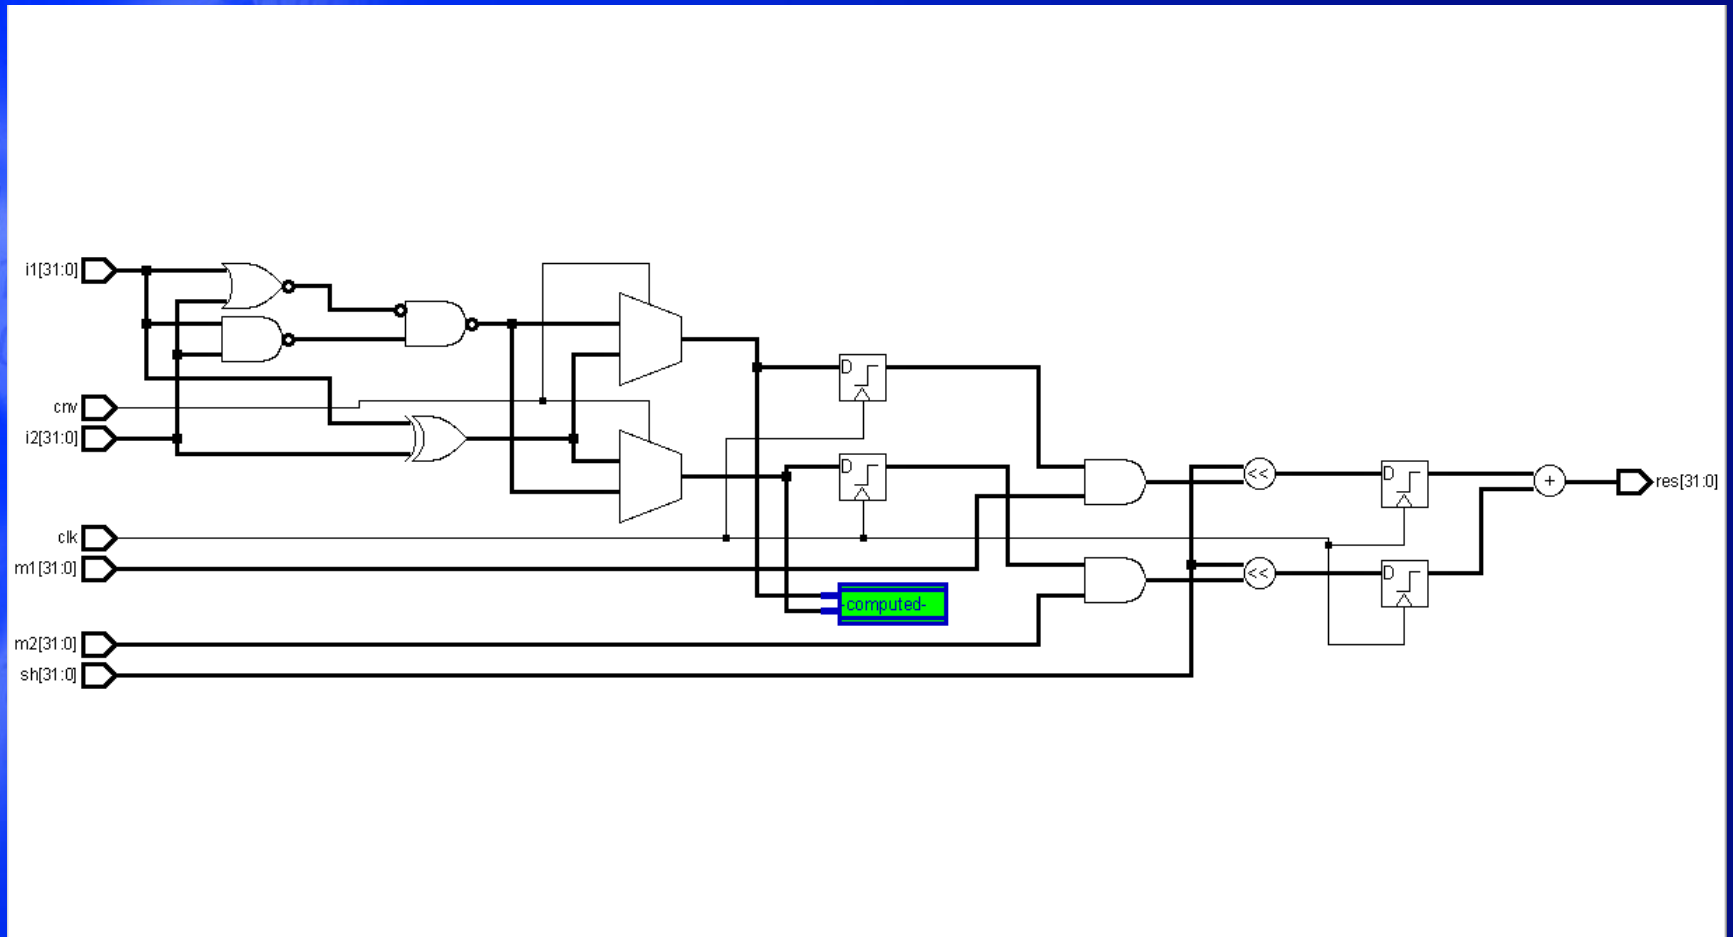 i1[31:0]
cnv
i2[31:0]
clk
m1[31:0]
m2[31:0]
sh[31:0]
D
D
-computed-
<<
<<
D
D
+
res[31:0]